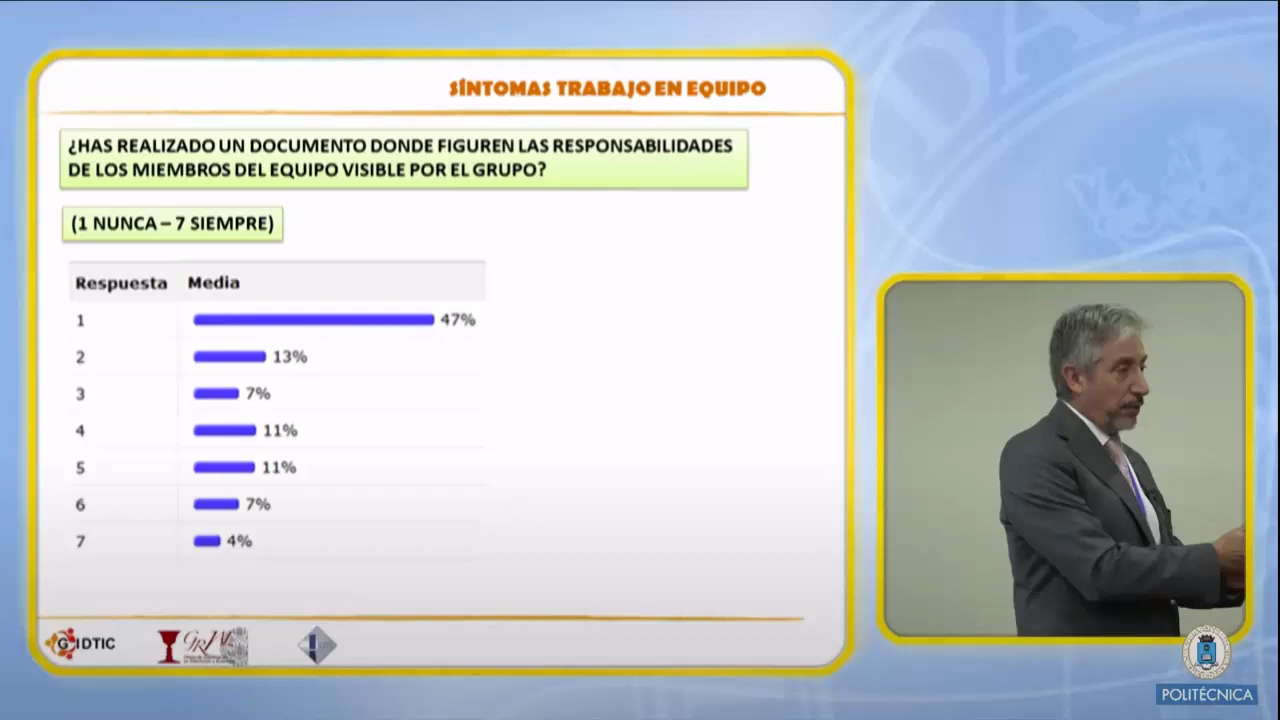 SÍNTOMAS TRABAJO EN EQUIPO
¿HAS REALIZADO UN DOCUMENTO DONDE FIGUREN LAS RESPONSABILIDADES
DE LOS MIEMBROS DEL EQUIPO VISIBLE POR EL GRUPO?
(1 NUNCA – 7 SIEMPRE)
Respuesta Media
1 47%
2 13%
3 7%
4 11%
5 11%
6 7%
7 4%
GIDTIC
GRIAL
POLITÉCNICA